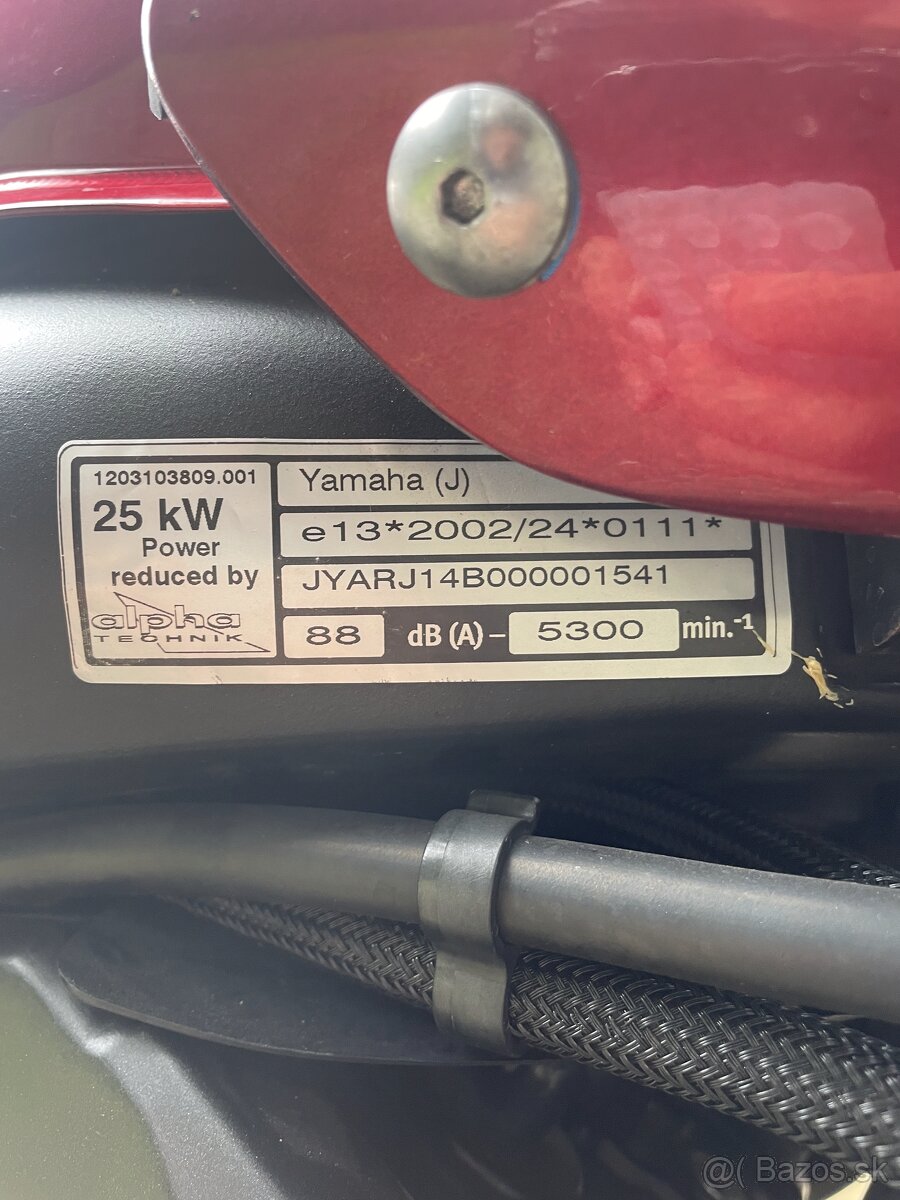 1203103809.001
25 kW
Power
reduced by
alpha
TECHNIK
Yamaha (J)
e13*2002/24*0111*
JYARJ14B000001541
88 dB (A) – 5300 min.-1
@( Bazos.sk